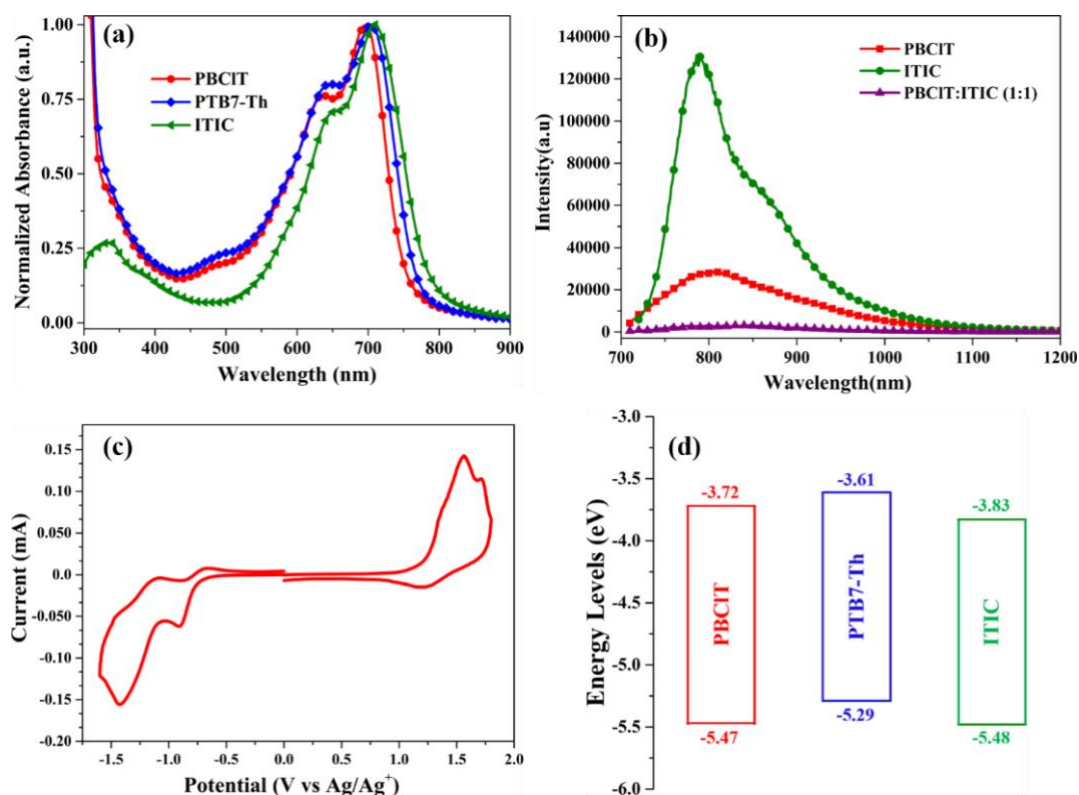 (a)
PBClT
PTB7-Th
ITIC
1.00
0.75
0.50
0.25
0.00
Normalized Absorbance (a.u.)
300 400 500 600 700 800 900
Wavelength (nm)
(b)
PBClT
ITIC
PBClT:ITIC (1:1)
140000
120000
100000
80000
60000
40000
20000
0
Intensity(a.u)
700 800 900 1000 1100 1200
Wavelength(nm)
(c)
0.15
0.10
0.050
0.0
-0.050
-0.10
-0.15
-0.20
Current (mA)
-1.5 -1.0 -0.5 0.0 0.5 1.0 1.5 2.0
Potential (V vs Ag/Ag+)
(d)
-3.0
-3.5
-4.0
-4.5
-5.0
-5.5
-6.0
Energy Levels (eV)
-3.72
PBClT
-5.47
-3.61
PTB7-Th
-5.29
-3.83
ITIC
-5.48